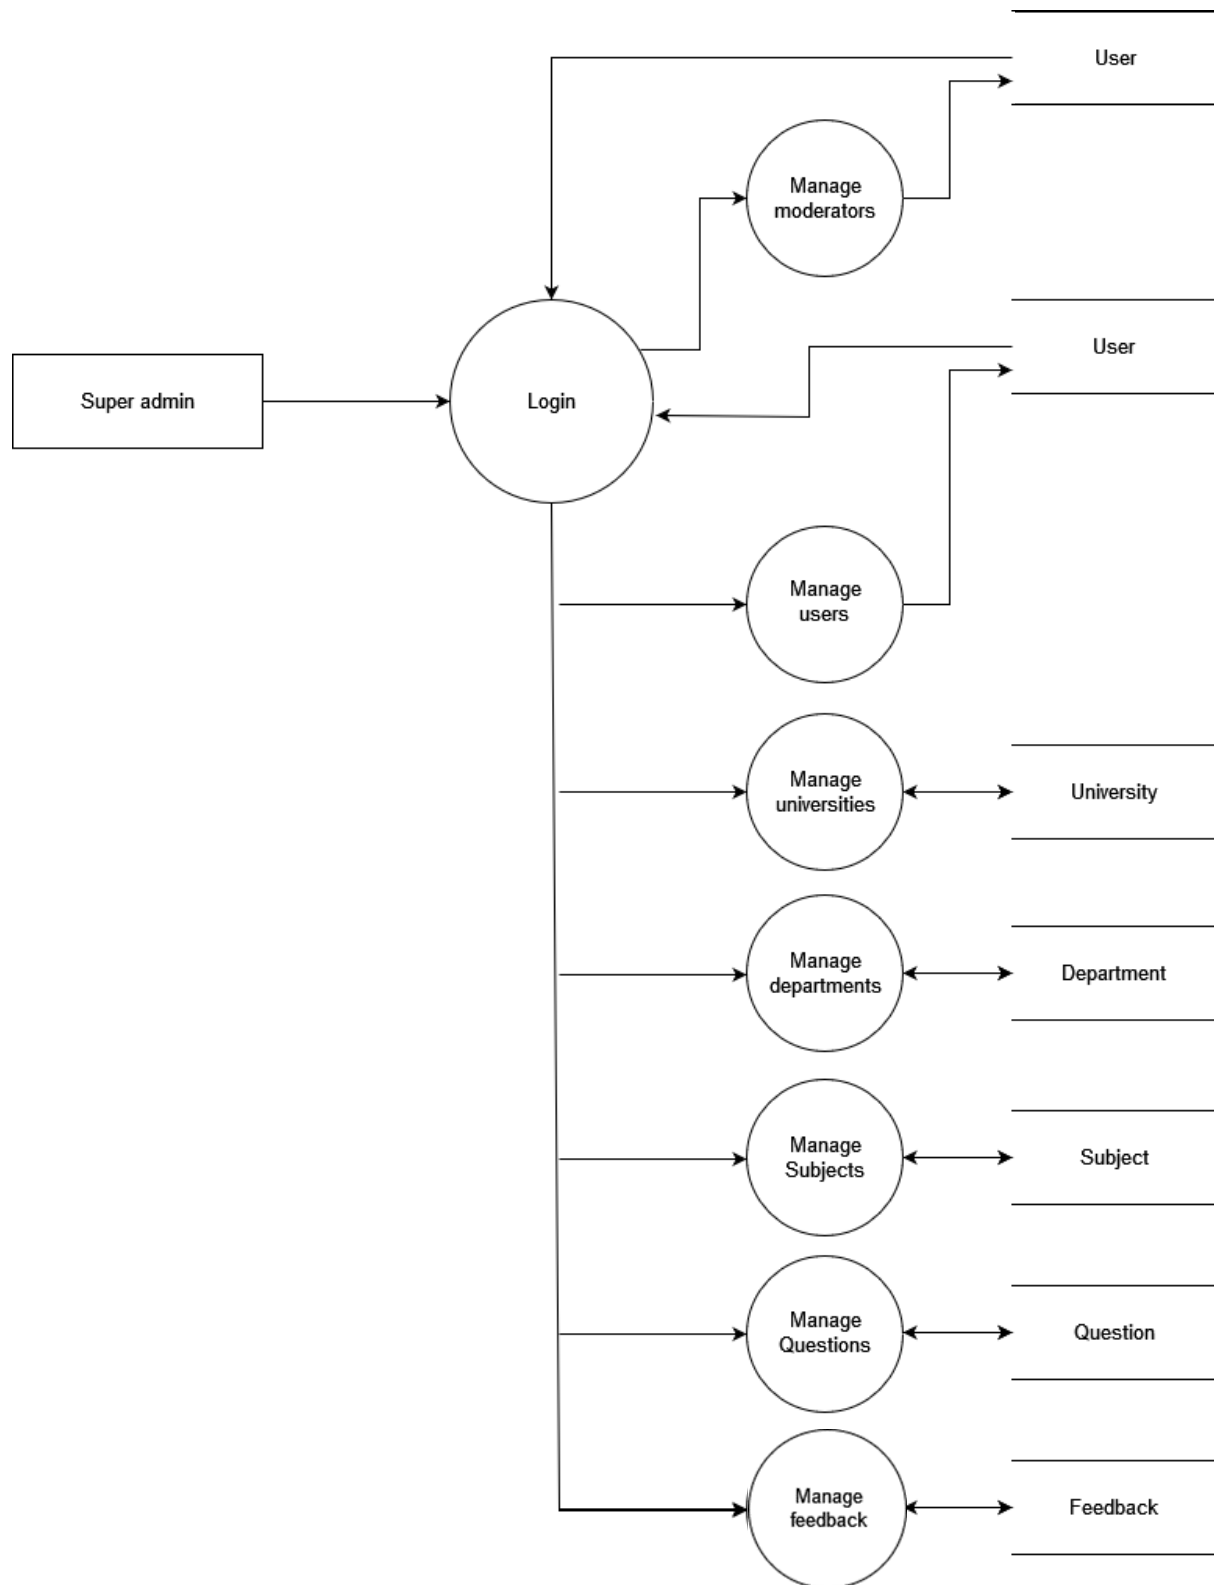 User
Manage
moderators
User
Super admin
Login
Manage
users
Manage
universities
University
Manage
departments
Department
Manage
Subjects
Subject
Manage
Questions
Question
Manage
feedback
Feedback